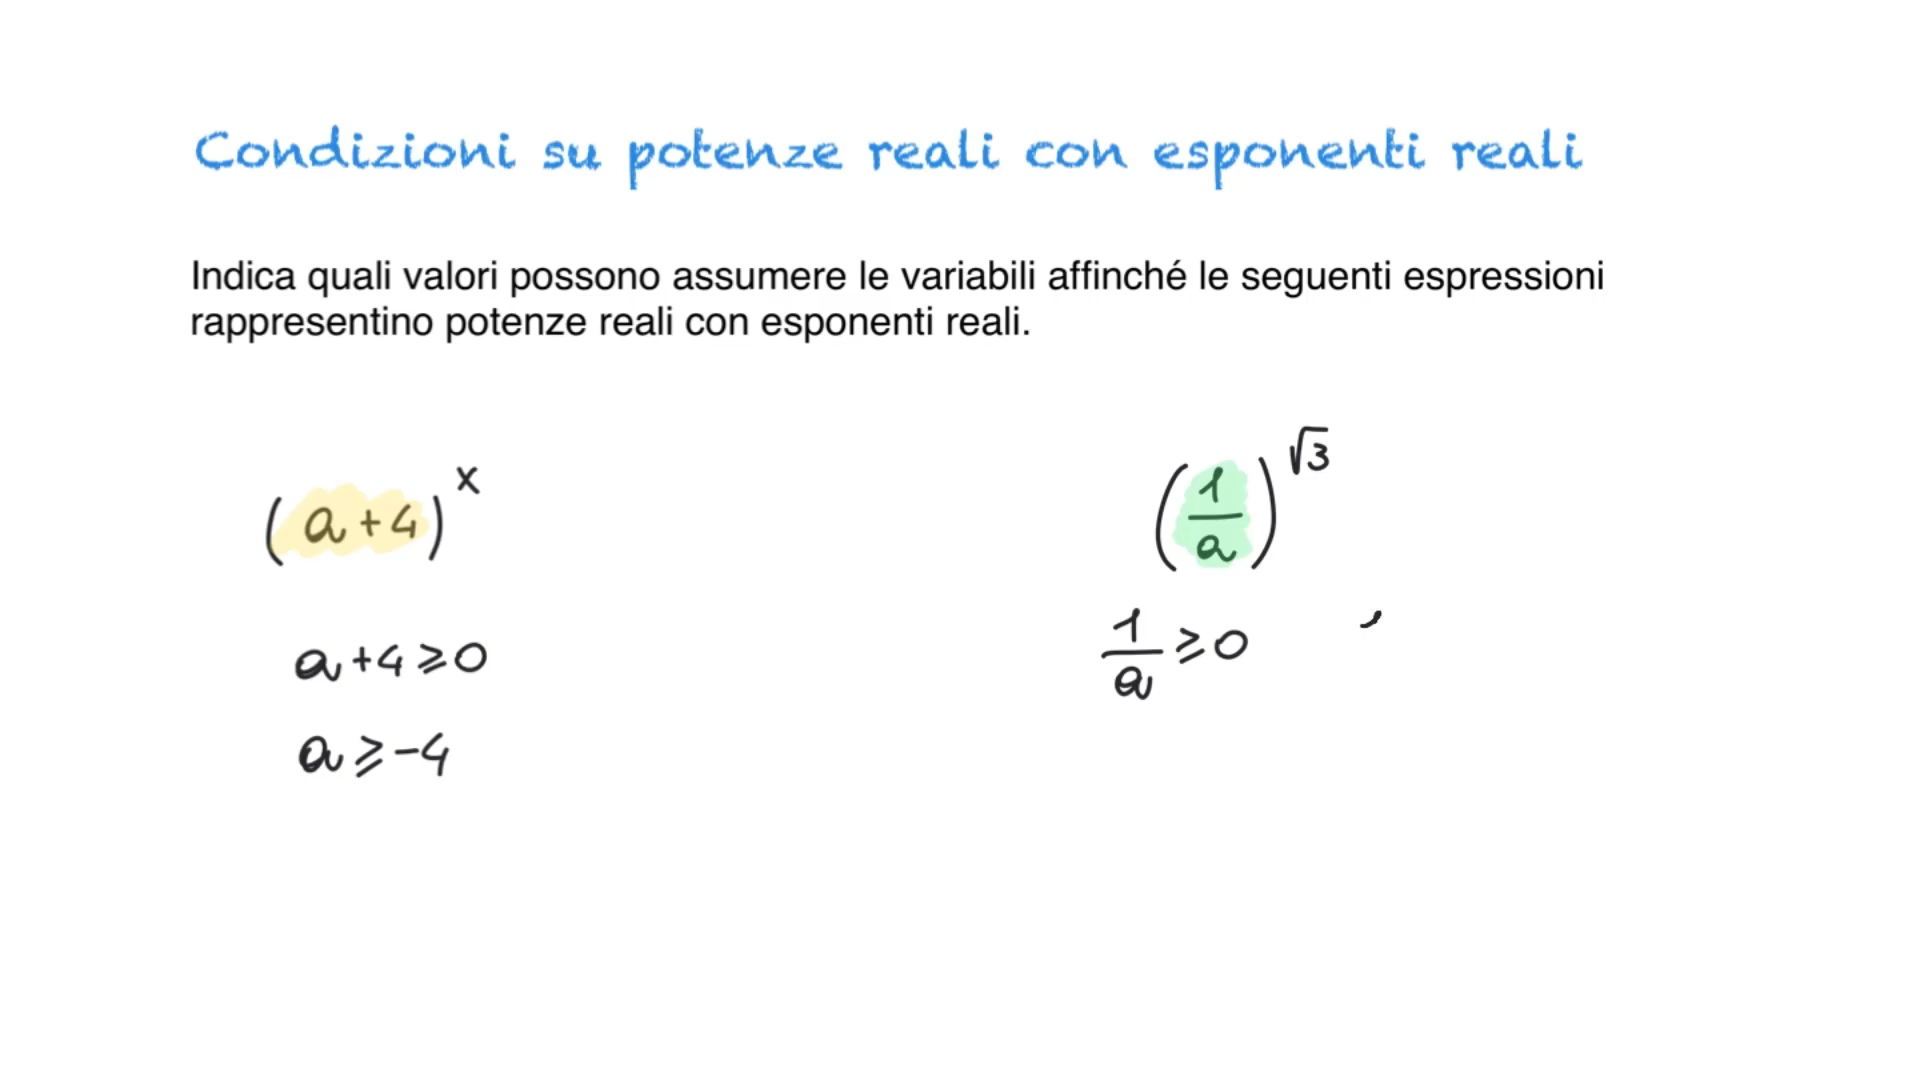 Condizioni su potenze reali con esponenti reali
Indica quali valori possono assumere le variabili affinché le seguenti espressioni
rappresentino potenze reali con esponenti reali.
(a+4)^x
a+4⩾0
a⩾-4
(1/a)^√3
1/a⩾0